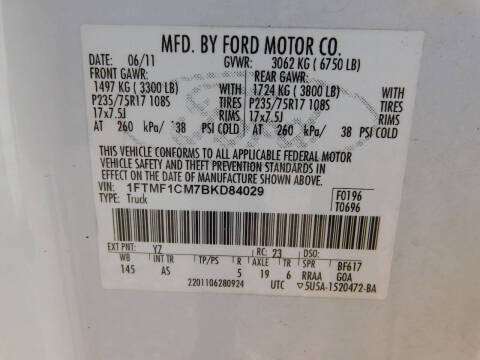 MFD. BY FORD MOTOR CO.
DATE: 06/11 GVWR: 3062 KG ( 6750 LB)
FRONT GAWR: REAR GAWR:
1497 KG ( 3300 LB) 1724 KG ( 3800 LB)
P235/75R17 108S TIRES P235/75R17 108S TIRES
17x7.5J RIMS 17x7.5J RIMS
AT 260 kPa/ 38 PSI COLD AT 260 kPa/ 38 PSI COLD
THIS VEHICLE CONFORMS TO ALL APPLICABLE FEDERAL MOTOR
VEHICLE SAFETY AND THEFT PREVENTION STANDARDS IN
EFFECT ON THE DATE OF MANUFACTURE SHOWN ABOVE.
VIN: 1FTMF1CM7BKD84029 F0196
TYPE: Truck T0696
EXT PNT: YZ RC: 23 DSO:
WB INT TR TP/PS R AXLE TR SPR BF617
145 AS 5 19 6 RRAA GOA
2201106280924 UTC ▽5U5A-1520472-BA